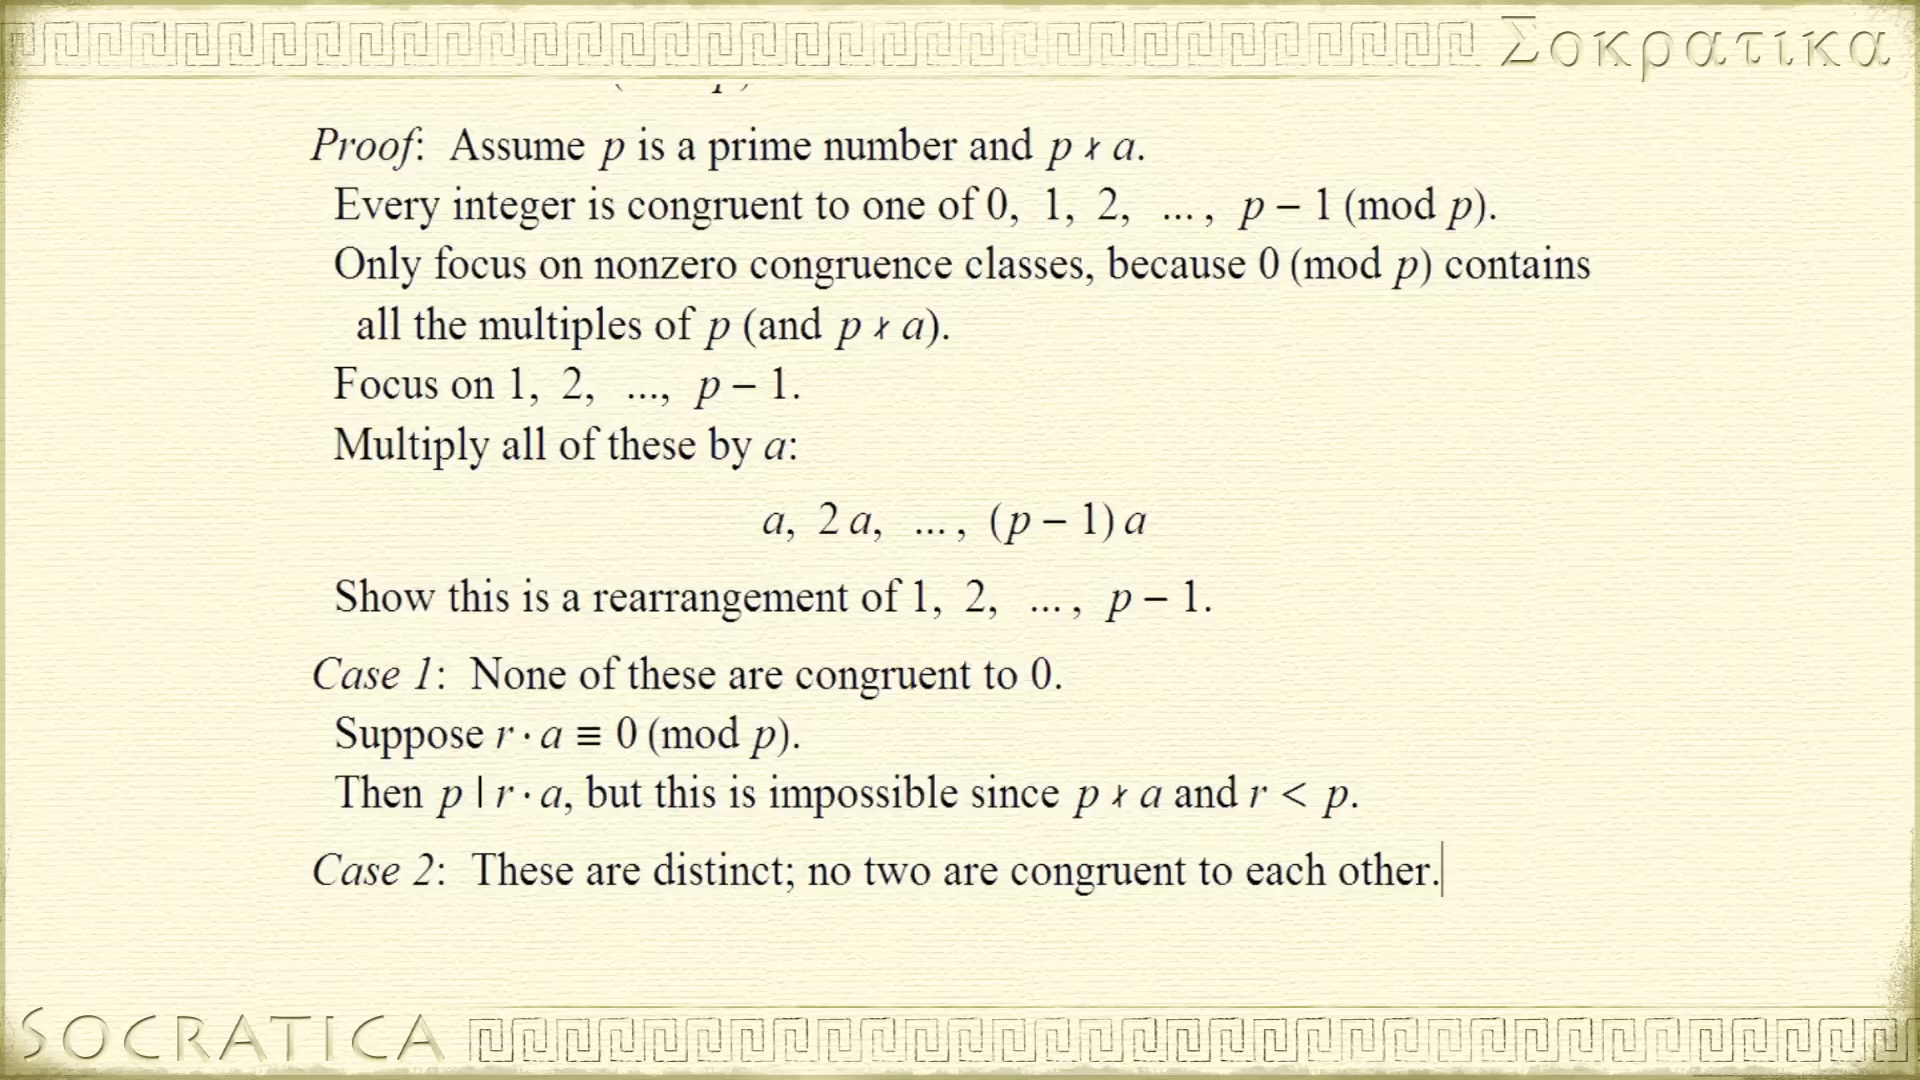 Σοκρατικα
Proof: Assume p is a prime number and p ∤ a.
Every integer is congruent to one of 0, 1, 2, ..., p − 1 (mod p).
Only focus on nonzero congruence classes, because 0 (mod p) contains
all the multiples of p (and p ∤ a).
Focus on 1, 2, ..., p − 1.
Multiply all of these by a:
a, 2 a, ..., (p − 1) a
Show this is a rearrangement of 1, 2, ..., p − 1.
Case 1: None of these are congruent to 0.
Suppose r · a ≡ 0 (mod p).
Then p | r · a, but this is impossible since p ∤ a and r < p.
Case 2: These are distinct; no two are congruent to each other.
SOCRATICA